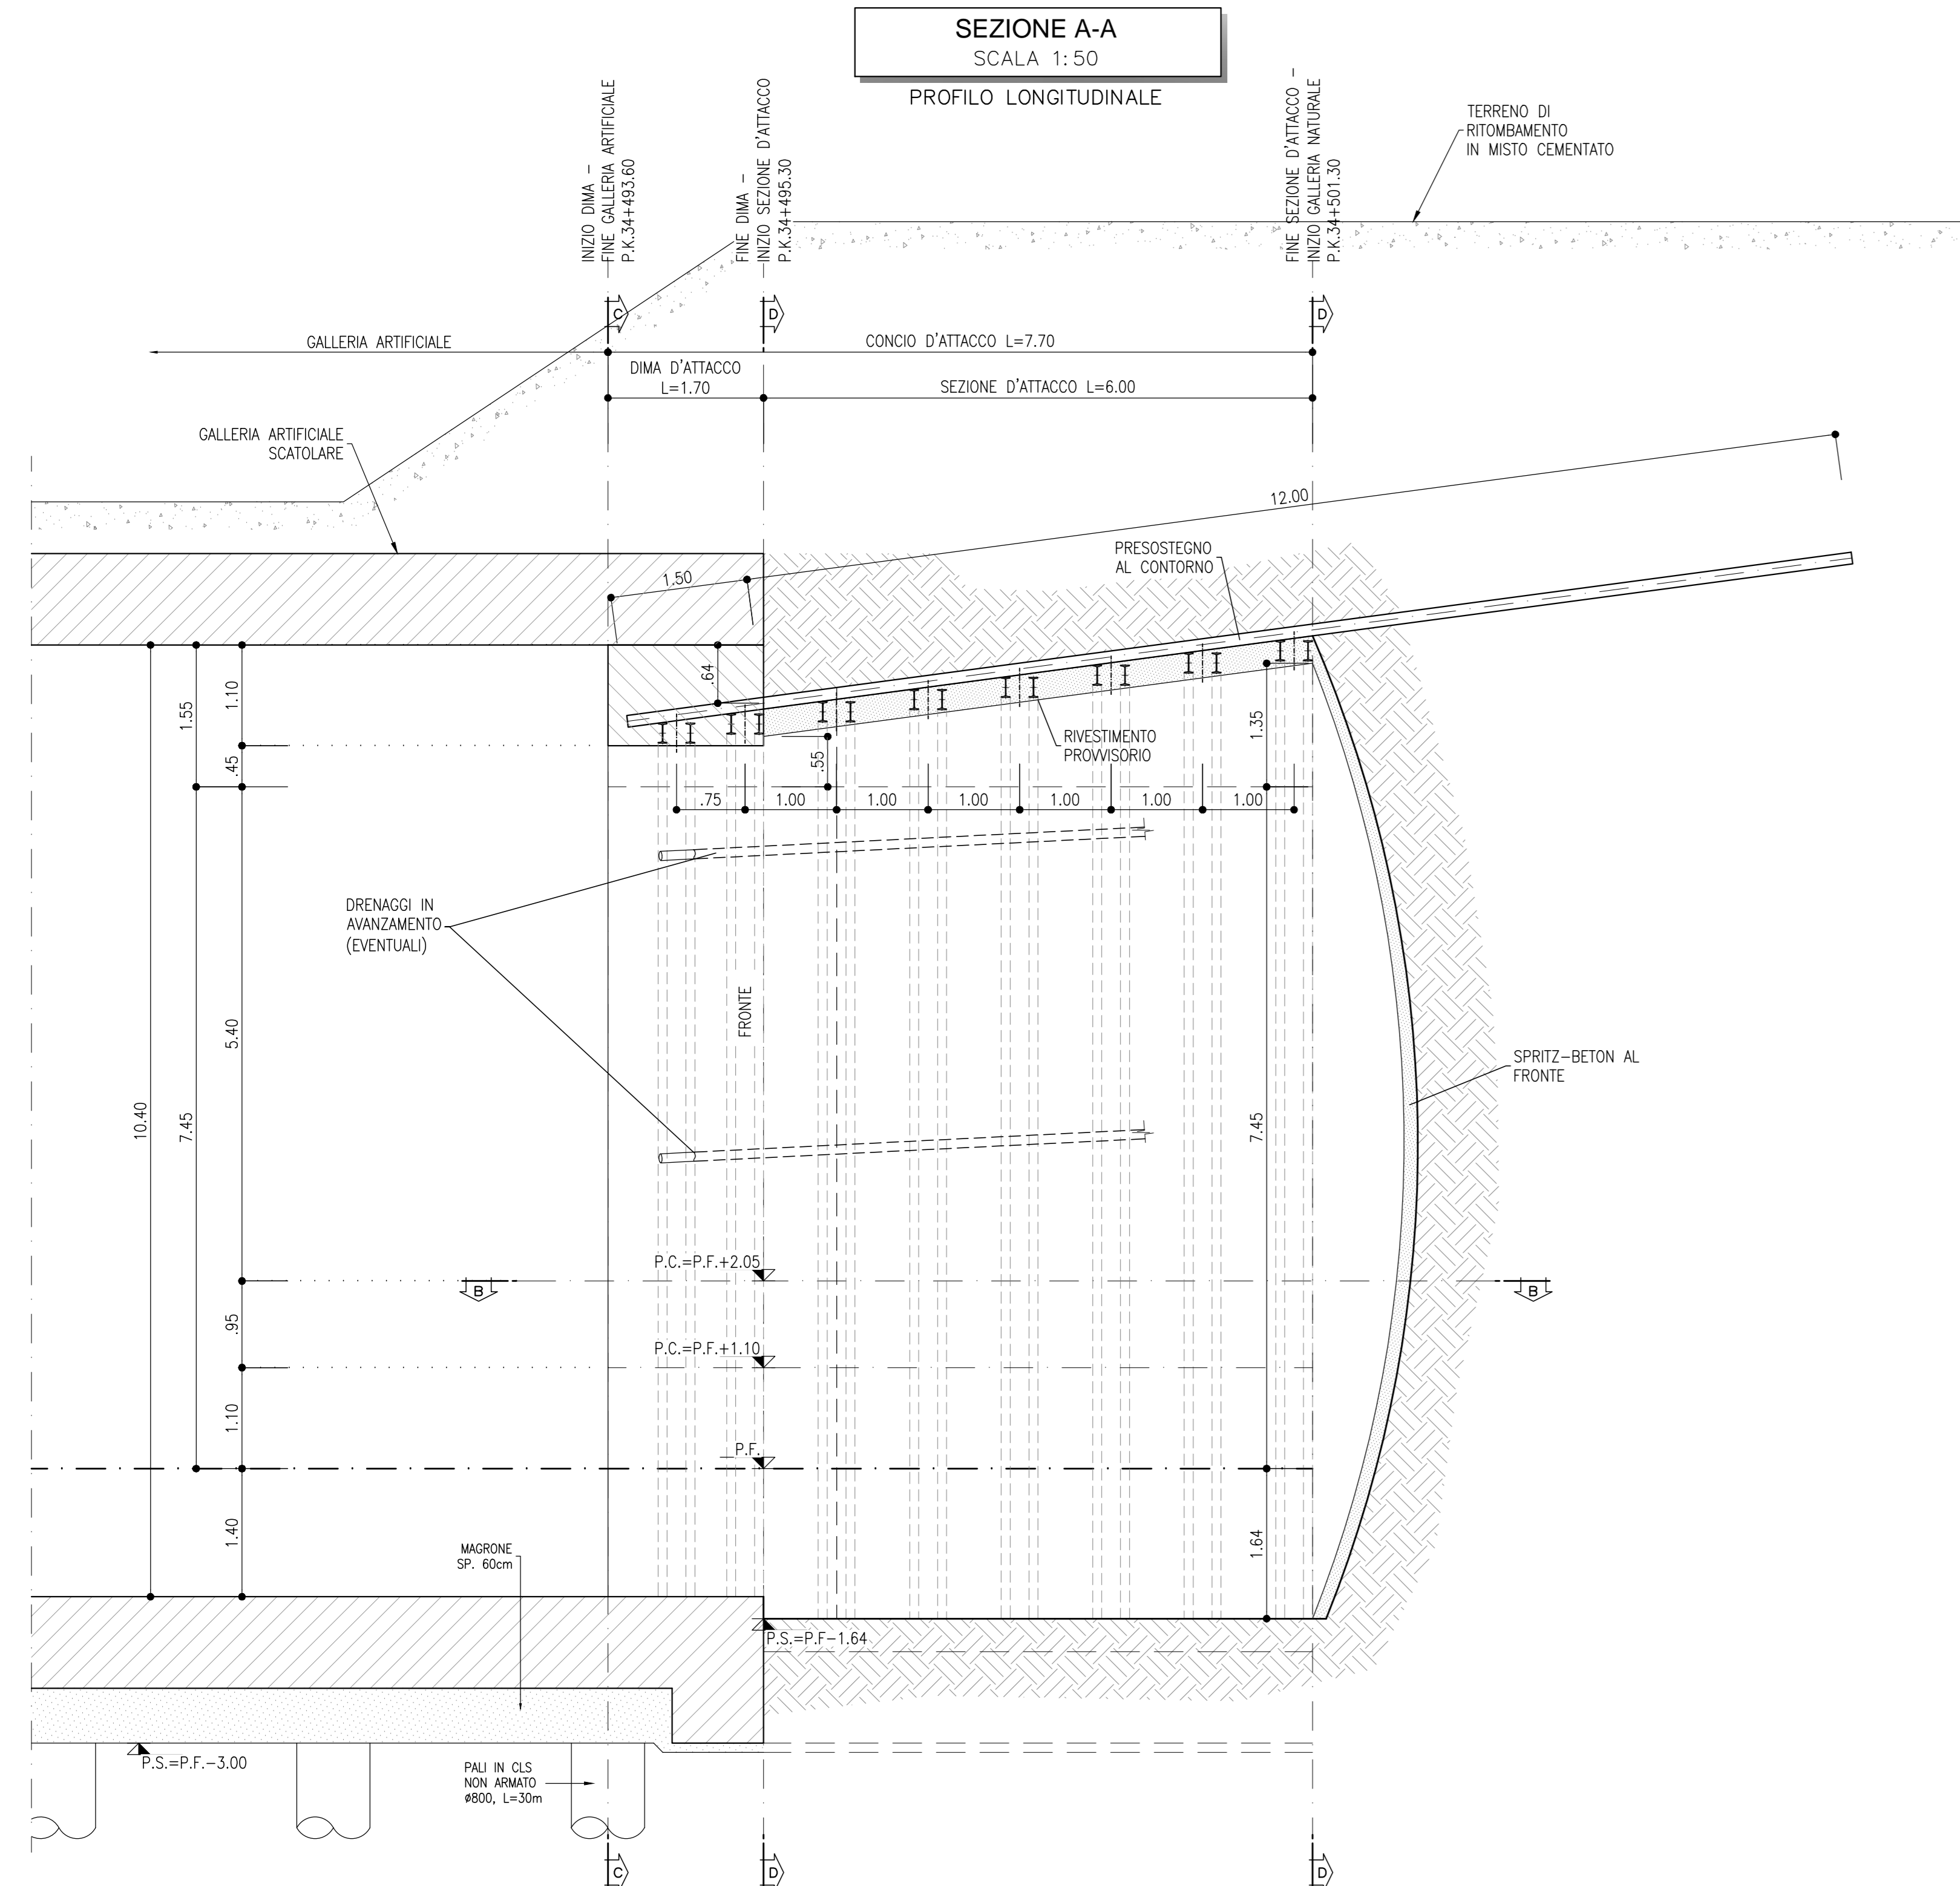 SEZIONE A-A
SCALA 1:50
PROFILO LONGITUDINALE
INIZIO DIMA -
FINE GALLERIA ARTIFICIALE
P.K.34+493.60
FINE DIMA -
INIZIO SEZIONE D'ATTACCO
P.K.34+495.30
FINE SEZIONE D'ATTACCO -
INIZIO GALLERIA NATURALE
P.K.34+501.30
TERRENO DI
RITOMBAMENTO
IN MISTO CEMENTATO
C
D
D
GALLERIA ARTIFICIALE
CONCIO D'ATTACCO L=7.70
DIMA D'ATTACCO
L=1.70
SEZIONE D'ATTACCO L=6.00
GALLERIA ARTIFICIALE
SCATOLARE
12.00
1.50
PRESOSTEGNO
AL CONTORNO
.64
1.55
1.10
.45
.55
1.35
RIVESTIMENTO
PROVVISORIO
.75
1.00
1.00
1.00
1.00
1.00
1.00
DRENAGGI IN
AVANZAMENTO
(EVENTUALI)
FRONTE
5.40
10.40
7.45
7.45
SPRITZ-BETON AL
FRONTE
P.C.=P.F.+2.05
B
B
.95
P.C.=P.F.+1.10
1.10
P.F.
1.40
1.64
MAGRONE
SP. 60cm
P.S.=P.F-1.64
P.S.=P.F.-3.00
PALI IN CLS
NON ARMATO
ø800, L=30m
C
D
D